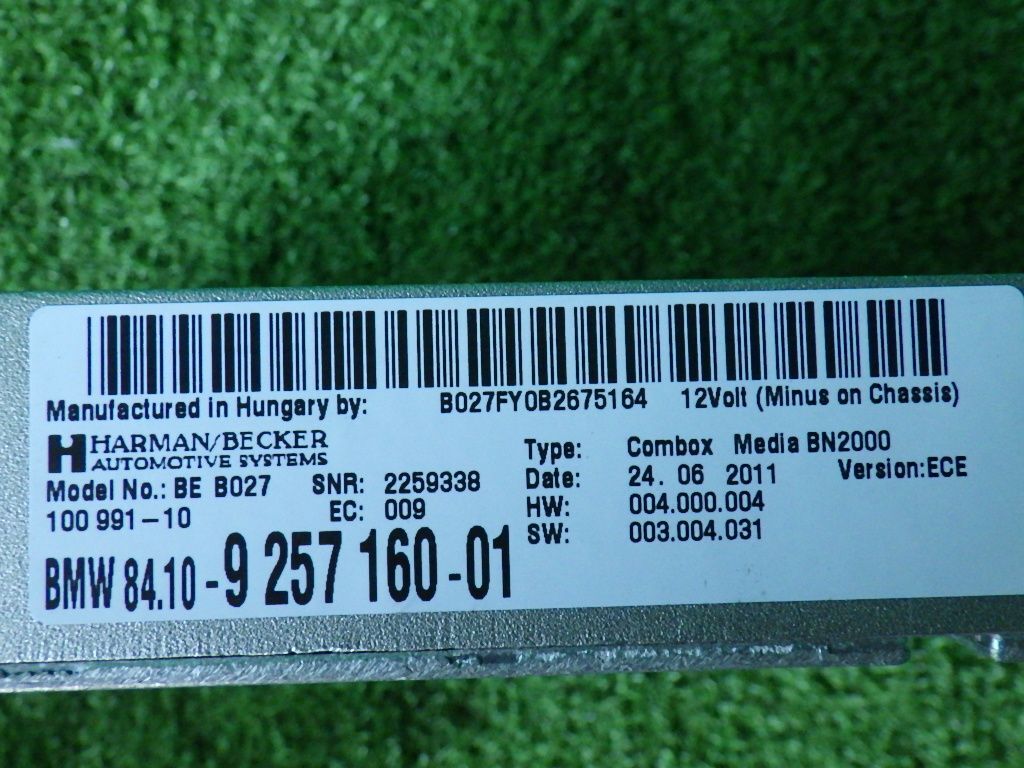 Manufactured in Hungary by: B027FY0B2675164 12Volt (Minus on Chassis)
HARMAN/BECKER
AUTOMOTIVE SYSTEMS
Model No.: BE B027 SNR: 2259338
100 991-10 EC: 009
BMW 84.10-9 257 160-01
Type: Combox Media BN2000
Date: 24. 06 2011 Version:ECE
HW: 004.000.004
SW: 003.004.031